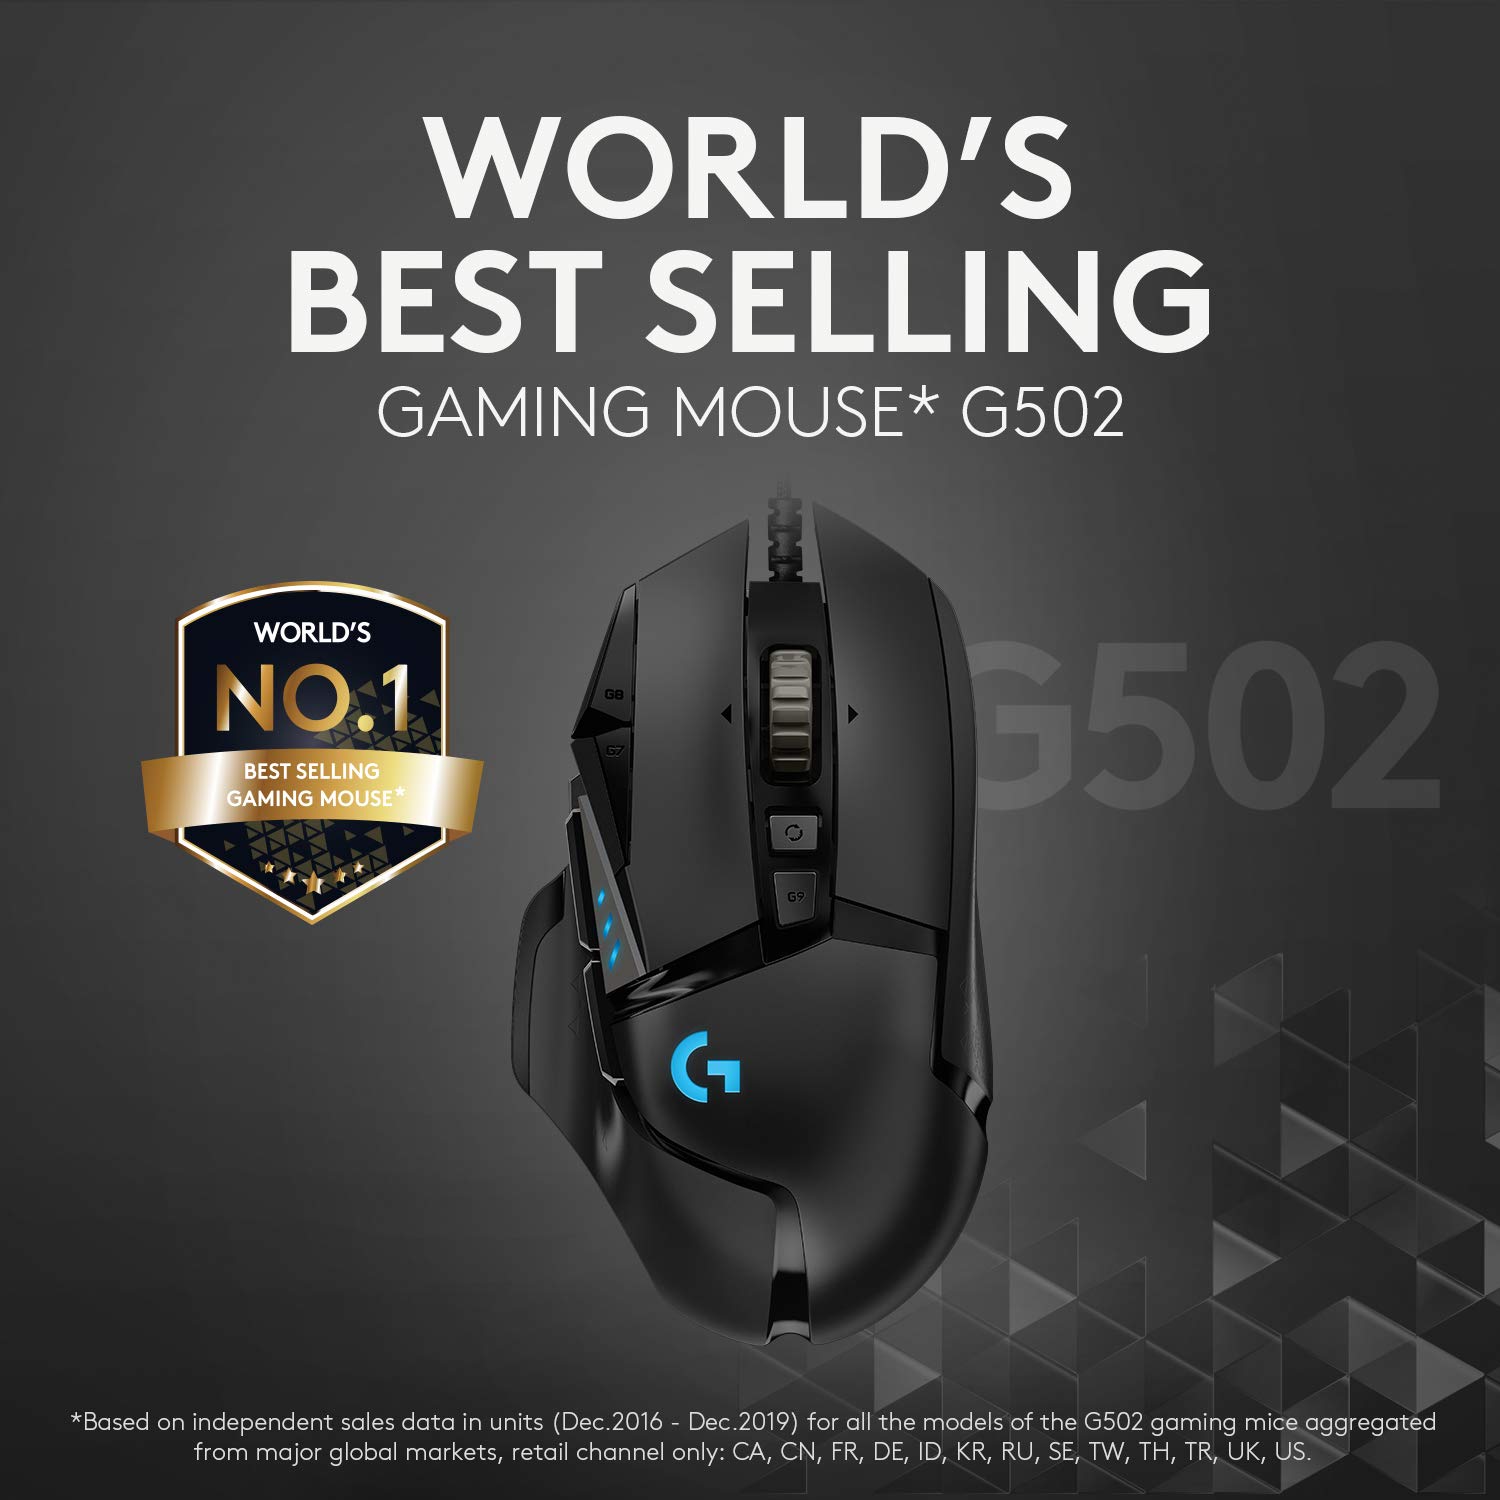 WORLD'S
BEST SELLING
GAMING MOUSE* G502
WORLD'S
NO.1
BEST SELLING
GAMING MOUSE*
G8
G7
G9
G
G502
*Based on independent sales data in units (Dec.2016 - Dec.2019) for all the models of the G502 gaming mice aggregated
from major global markets, retail channel only: CA, CN, FR, DE, ID, KR, RU, SE, TW, TH, TR, UK, US.